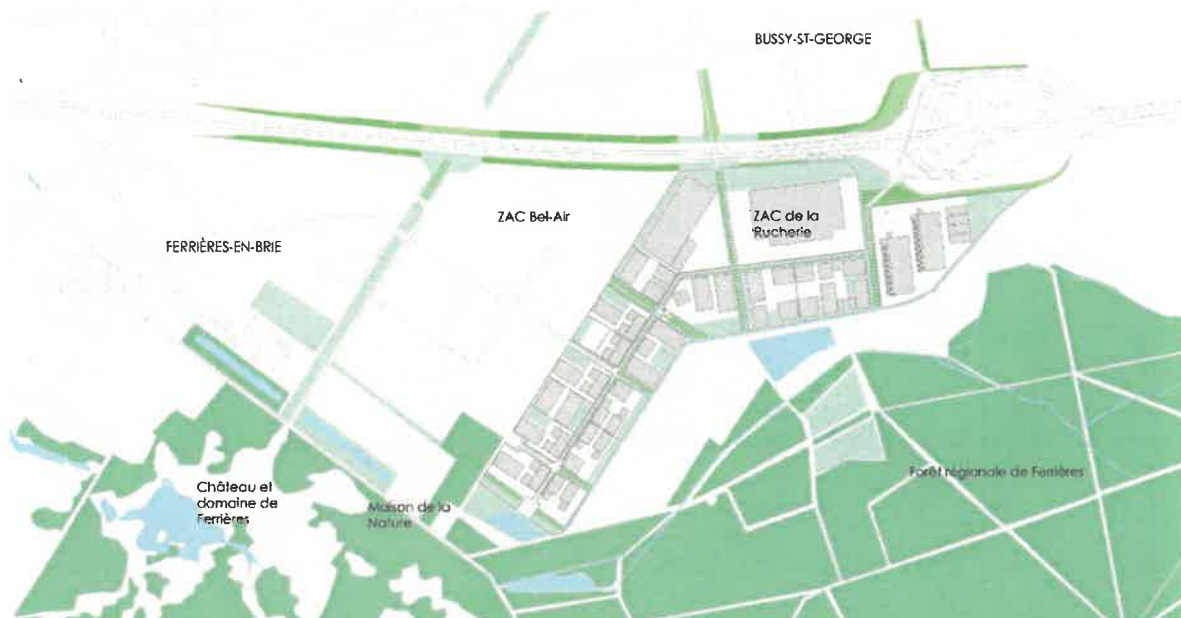 BUSSY-ST-GEORGE
ZAC Bel-Air
ZAC de la
Rucherie
FERRIÈRES-EN-BRIE
Château et
domaine de
Ferrières
Maison de la
Nature
Forêt régionale de Ferrières